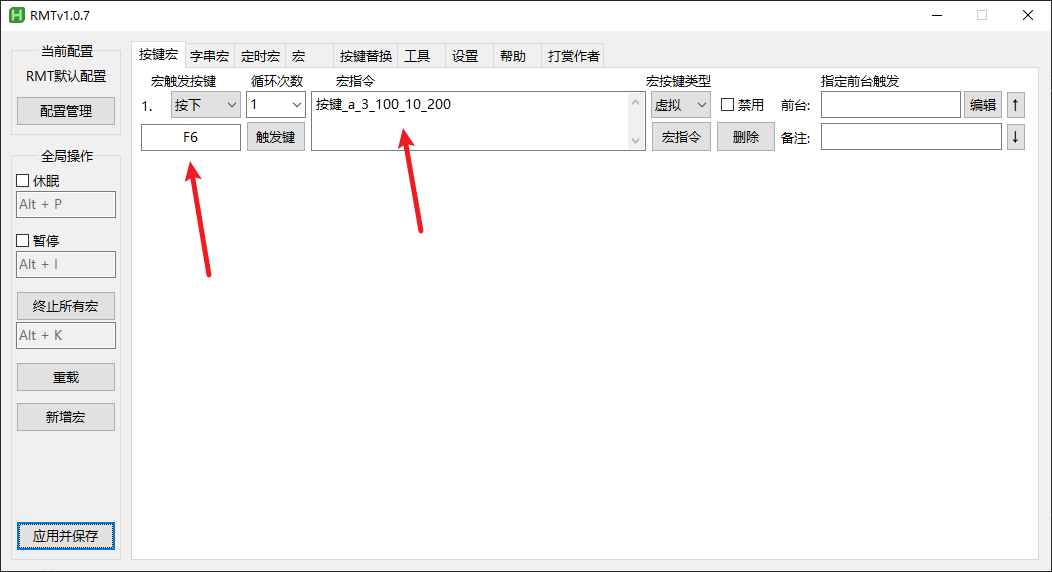 RMTv1.0.7
当前配置
RMT默认配置
配置管理
全局操作
休眠
Alt + P
暂停
Alt + I
终止所有宏
Alt + K
重载
新增宏
应用并保存
按键宏 字串宏 定时宏 宏 按键替换 工具 设置 帮助 打赏作者
宏触发按键 循环次数 宏指令 宏按键类型 指定前台触发
1. 按下 1 按键_a_3_100_10_200 虚拟 禁用 前台: 编辑 ↑
F6 触发键 宏指令 删除 备注: ↓